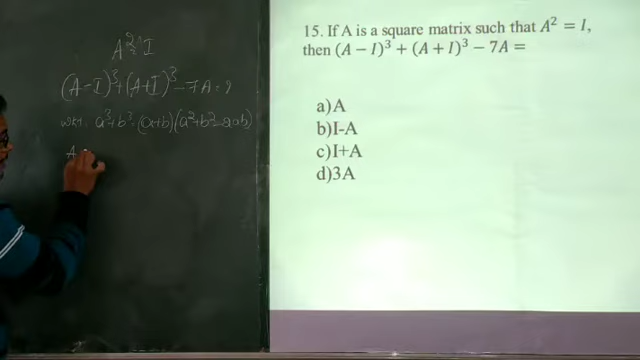 A² = I
(A-I)³+(A+I)³-7A=?
WKT. a³+b³=(a+b)(a²+b²-2ab)
A
15. If A is a square matrix such that A² = I,
then (A − I)³ + (A + I)³ − 7A =
a)A
b)I-A
c)I+A
d)3A